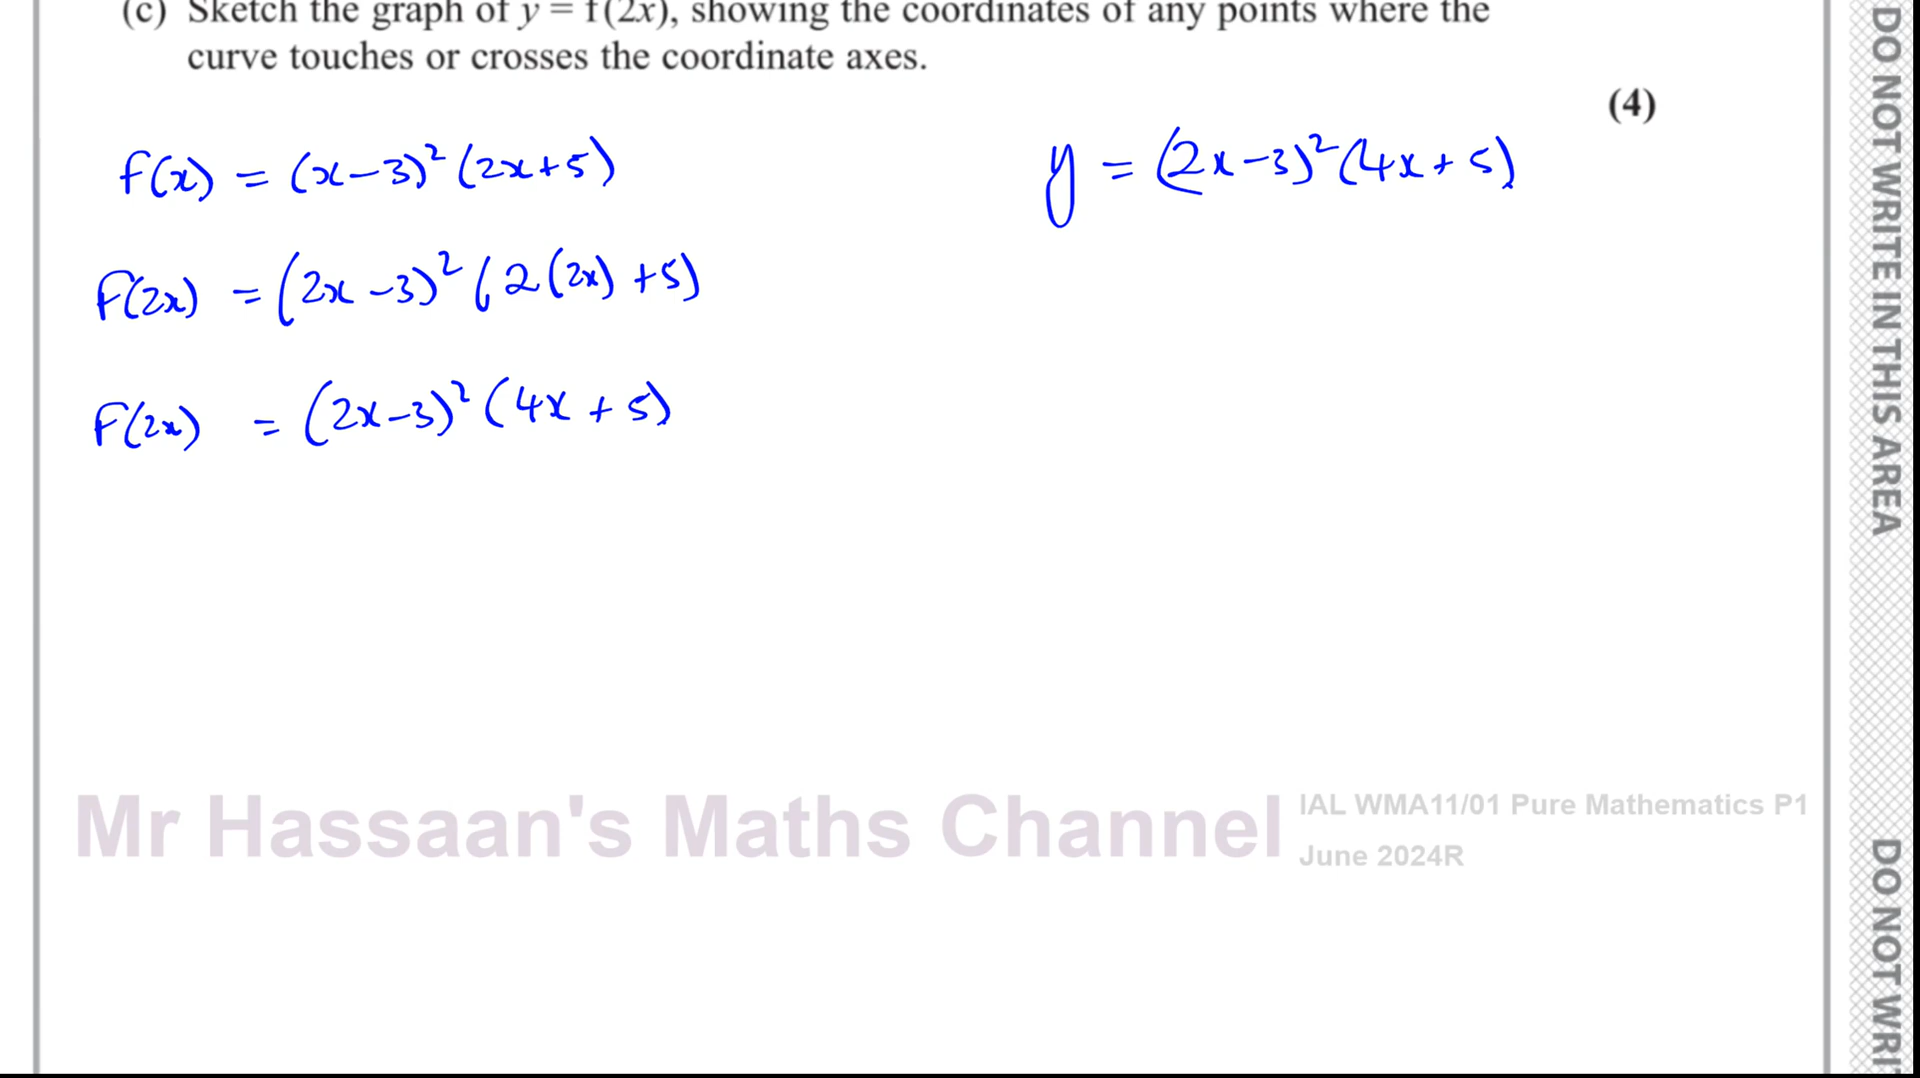 (c) Sketch the graph of y = f(2x), showing the coordinates of any points where the
curve touches or crosses the coordinate axes.
(4)
f(x) = (x-3)² (2x+5)
y = (2x-3)² (4x+5)
F(2x) = (2x-3)² (2(2x)+5)
F(2x) = (2x-3)² (4x+5)
Mr Hassaan's Maths Channel
IAL WMA11/01 Pure Mathematics P1
June 2024R
DO NOT WRITE IN THIS AREA
DO NOT WRI